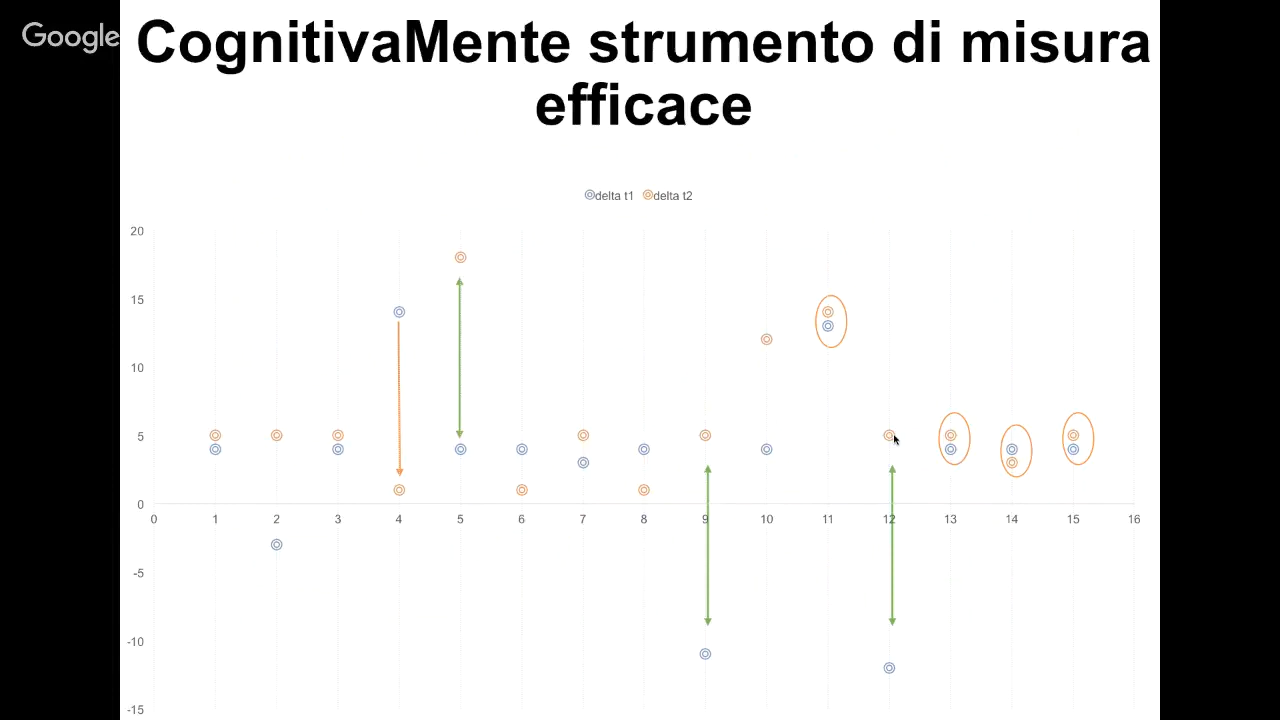 Google
CognitivaMente strumento di misura
efficace
delta t1 delta t2
20
15
10
5
0
0 1 2 3 4 5 6 7 8 9 10 11 12 13 14 15 16
-5
-10
-15